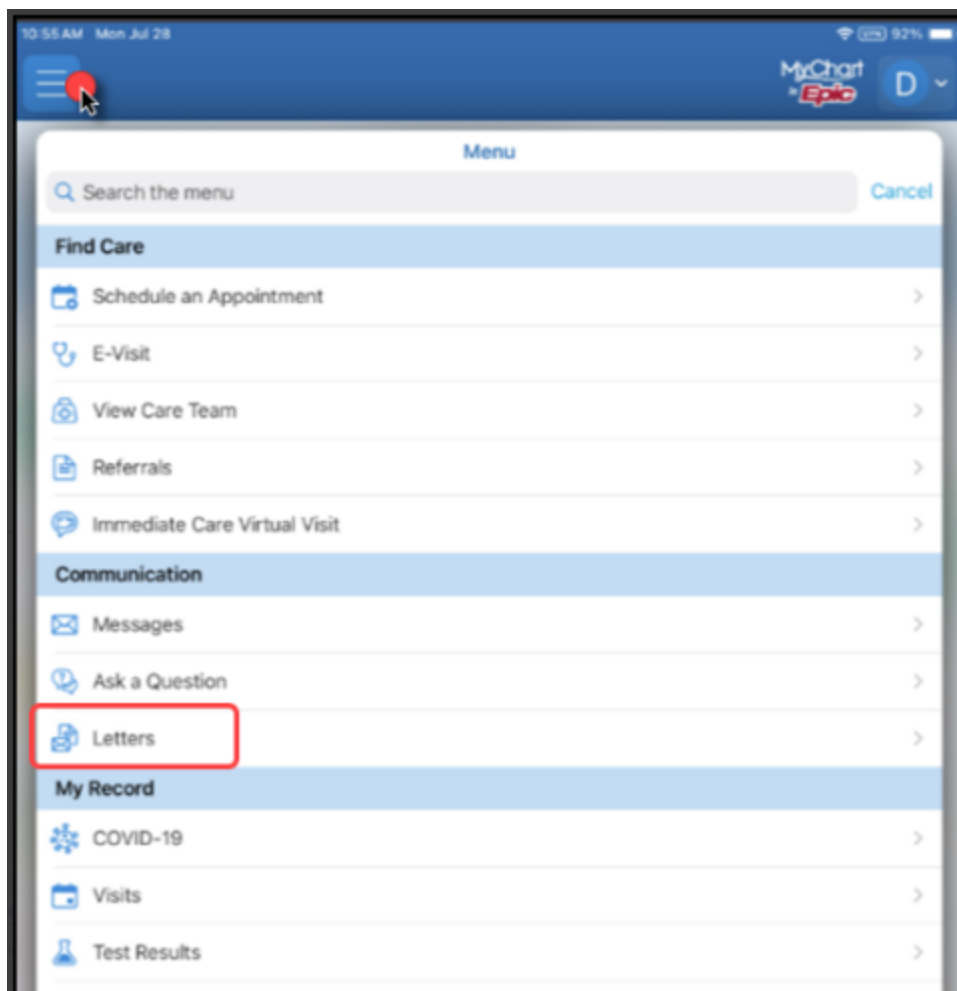 10:55 AM Mon Jul 28
VPN 92%
MyChart
by Epic
D
Menu
Search the menu
Cancel
Find Care
Schedule an Appointment
E-Visit
View Care Team
Referrals
Immediate Care Virtual Visit
Communication
Messages
Ask a Question
Letters
My Record
COVID-19
Visits
Test Results